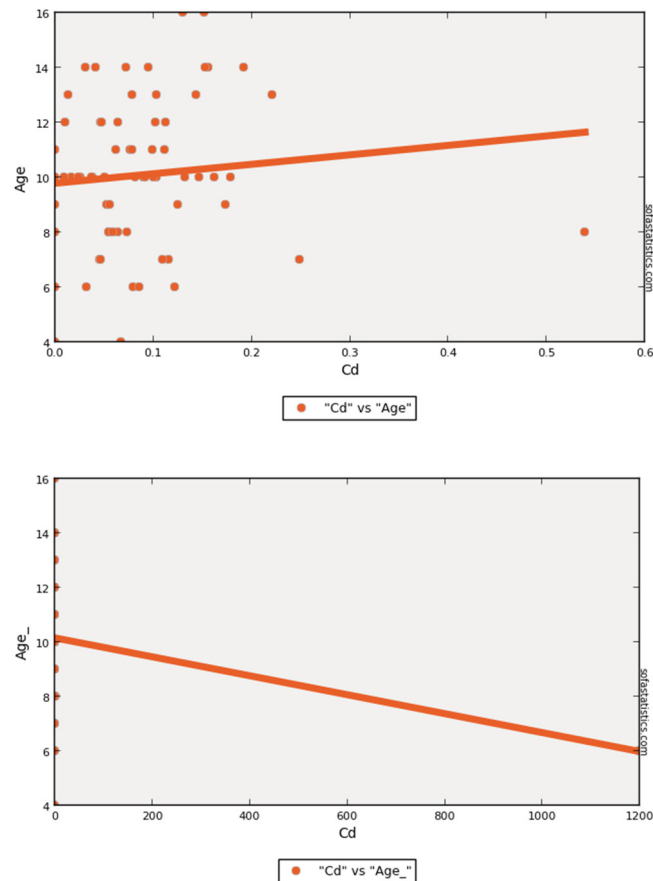 16
14
12
10
8
6
4
Age
0.0 0.1 0.2 0.3 0.4 0.5 0.6
Cd
sofastatistics.com
"Cd" vs "Age"
16
14
12
10
8
6
4
Age_
0 200 400 600 800 1000 1200
Cd
sofastatistics.com
"Cd" vs "Age_"